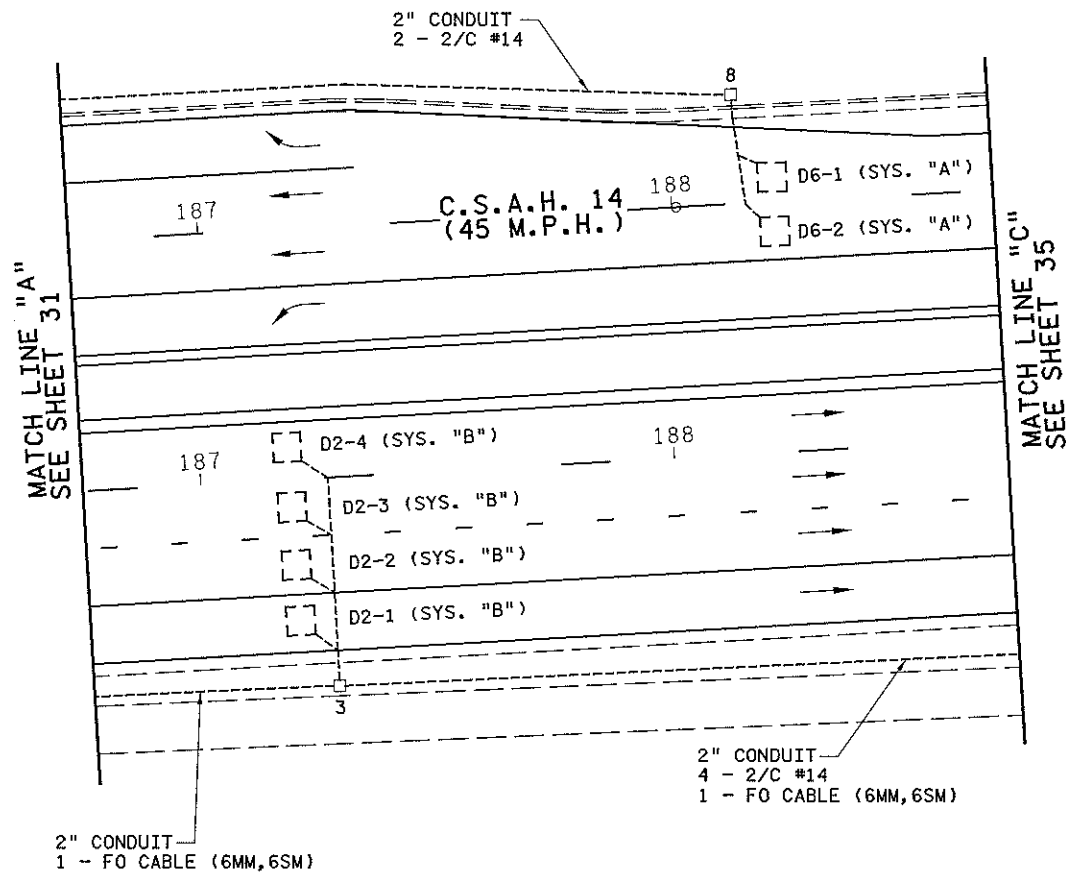 2" CONDUIT
2 - 2/C #14
8
D6-1 (SYS. "A")
187
C.S.A.H. 14
(45 M.P.H.)
188
D6-2 (SYS. "A")
MATCH LINE "A"
SEE SHEET 31
MATCH LINE "C"
SEE SHEET 35
D2-4 (SYS. "B")
187
188
D2-3 (SYS. "B")
D2-2 (SYS. "B")
D2-1 (SYS. "B")
3
2" CONDUIT
4 - 2/C #14
1 - FO CABLE (6MM,6SM)
2" CONDUIT
1 - FO CABLE (6MM,6SM)